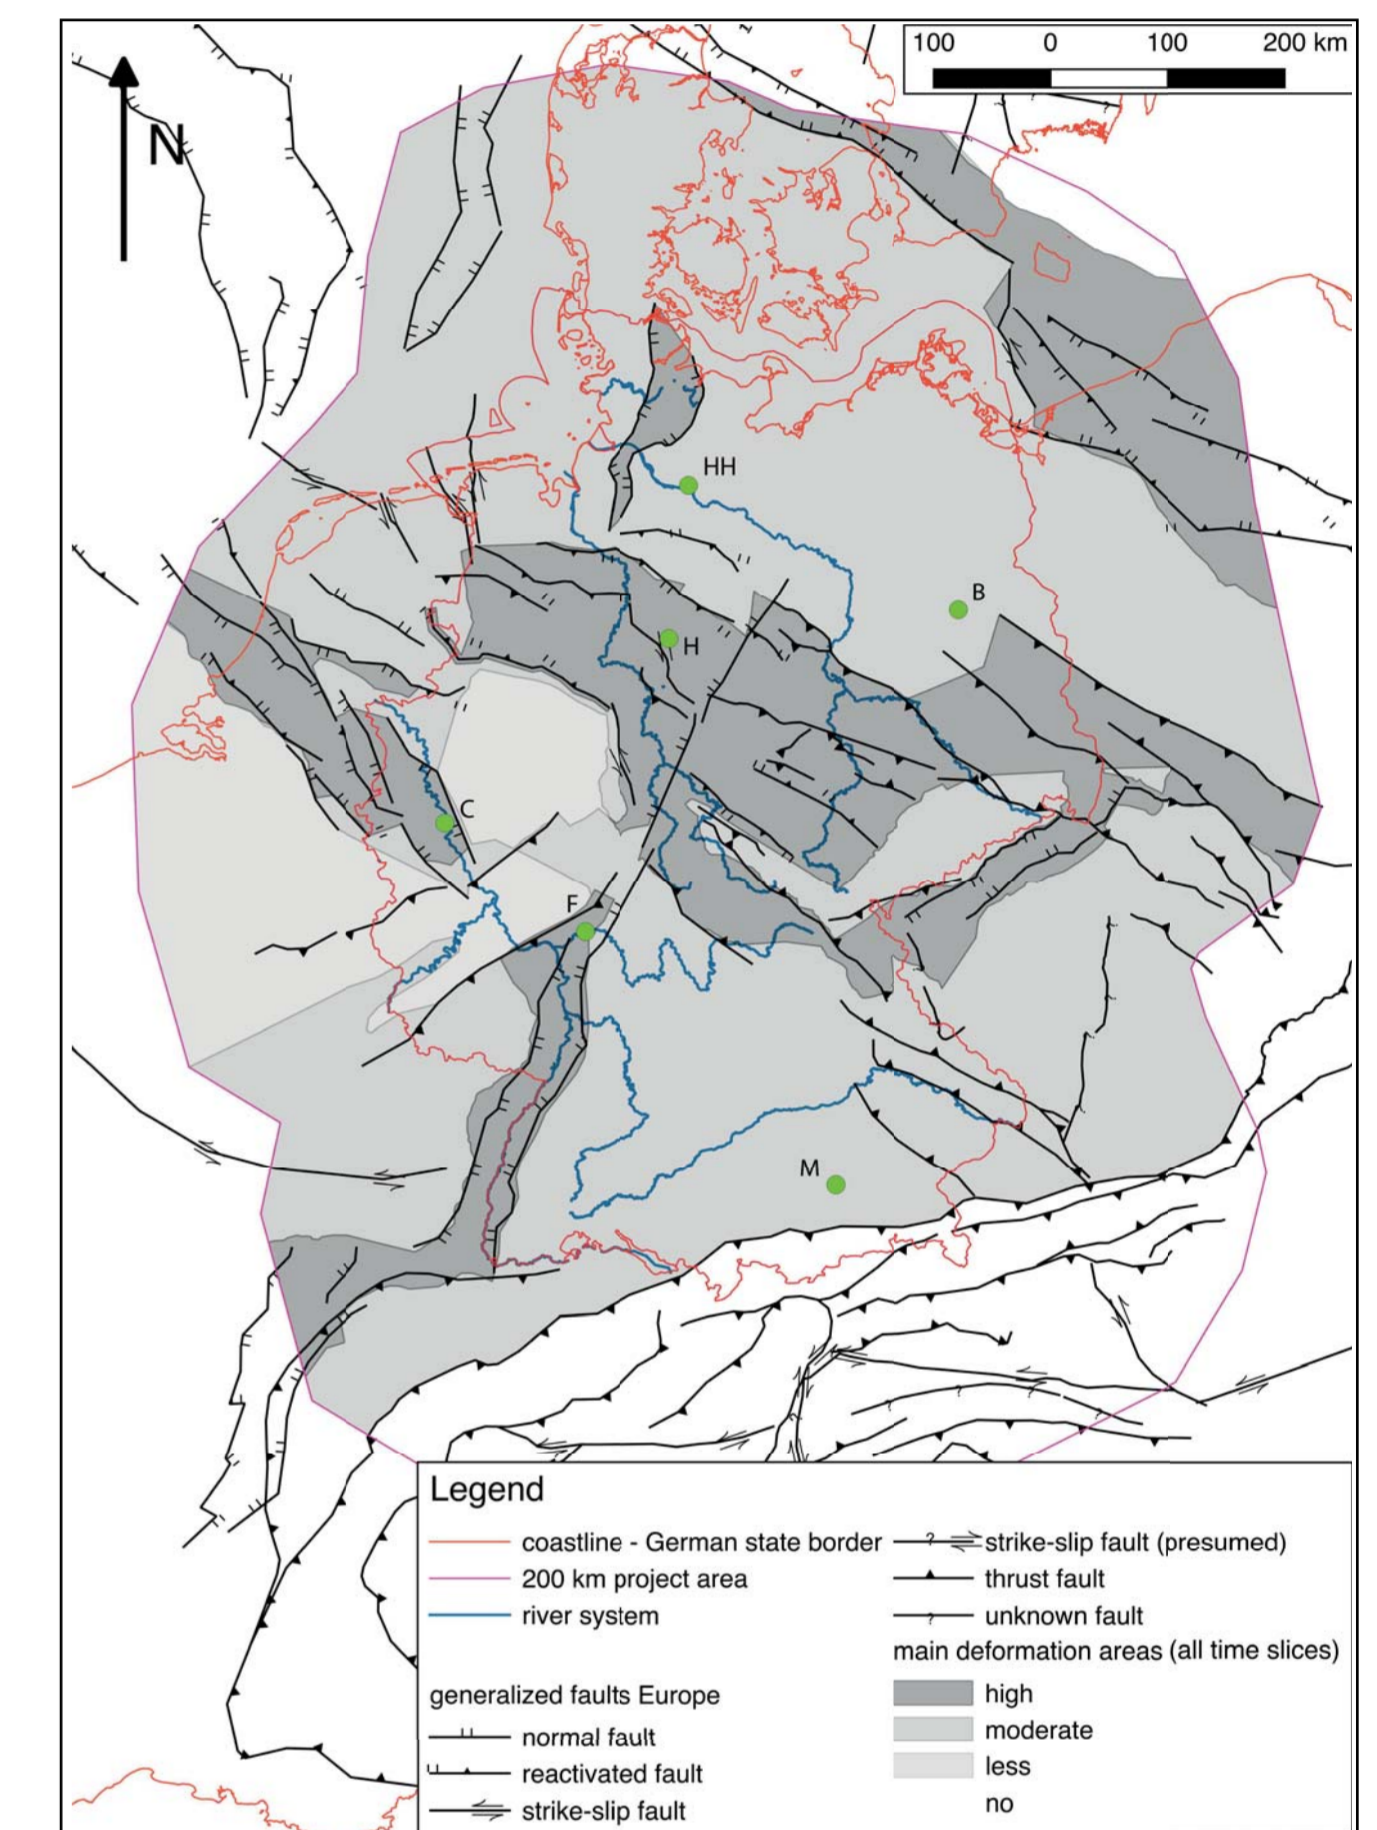 100 0 100 200 km
N
HH
B
H
C
F
M
Legend
coastline - German state border
200 km project area
river system
generalized faults Europe
normal fault
reactivated fault
strike-slip fault
strike-slip fault (presumed)
thrust fault
unknown fault
main deformation areas (all time slices)
high
moderate
less
no